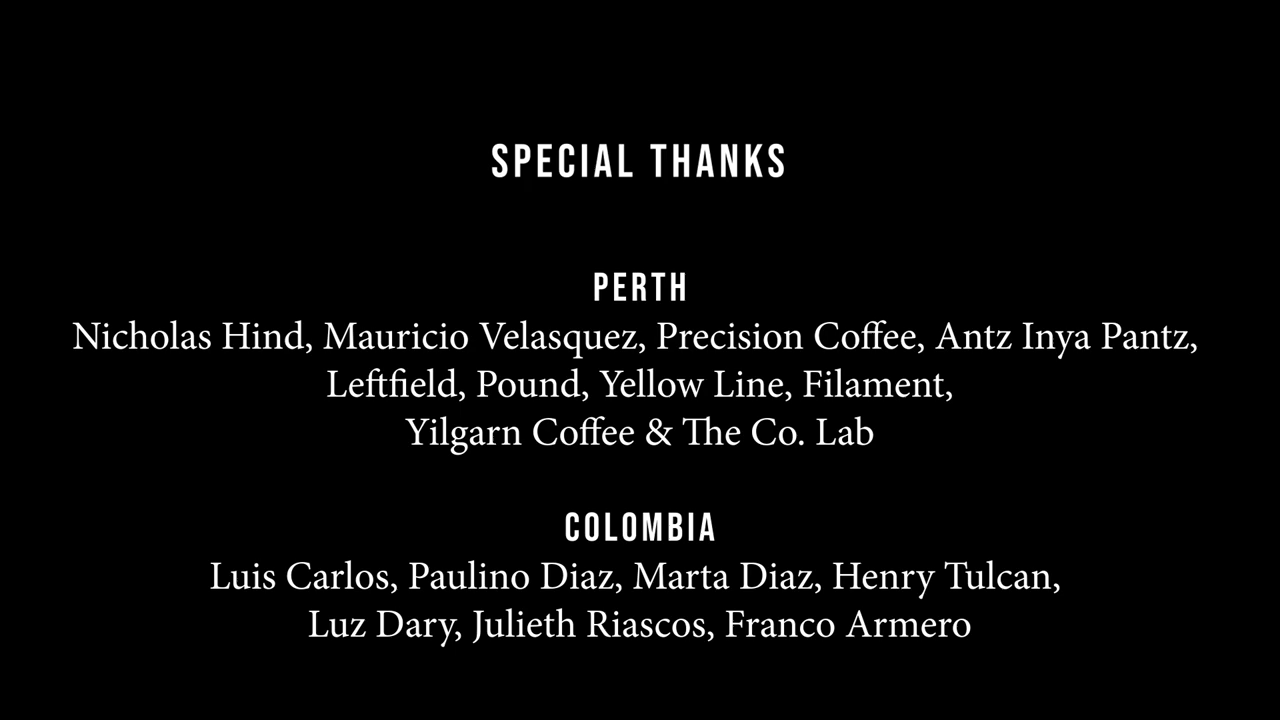 SPECIAL THANKS
PERTH
Nicholas Hind, Mauricio Velasquez, Precision Coffee, Antz Inya Pantz,
Leftfield, Pound, Yellow Line, Filament,
Yilgarn Coffee & The Co. Lab
COLOMBIA
Luis Carlos, Paulino Diaz, Marta Diaz, Henry Tulcan,
Luz Dary, Julieth Riascos, Franco Armero